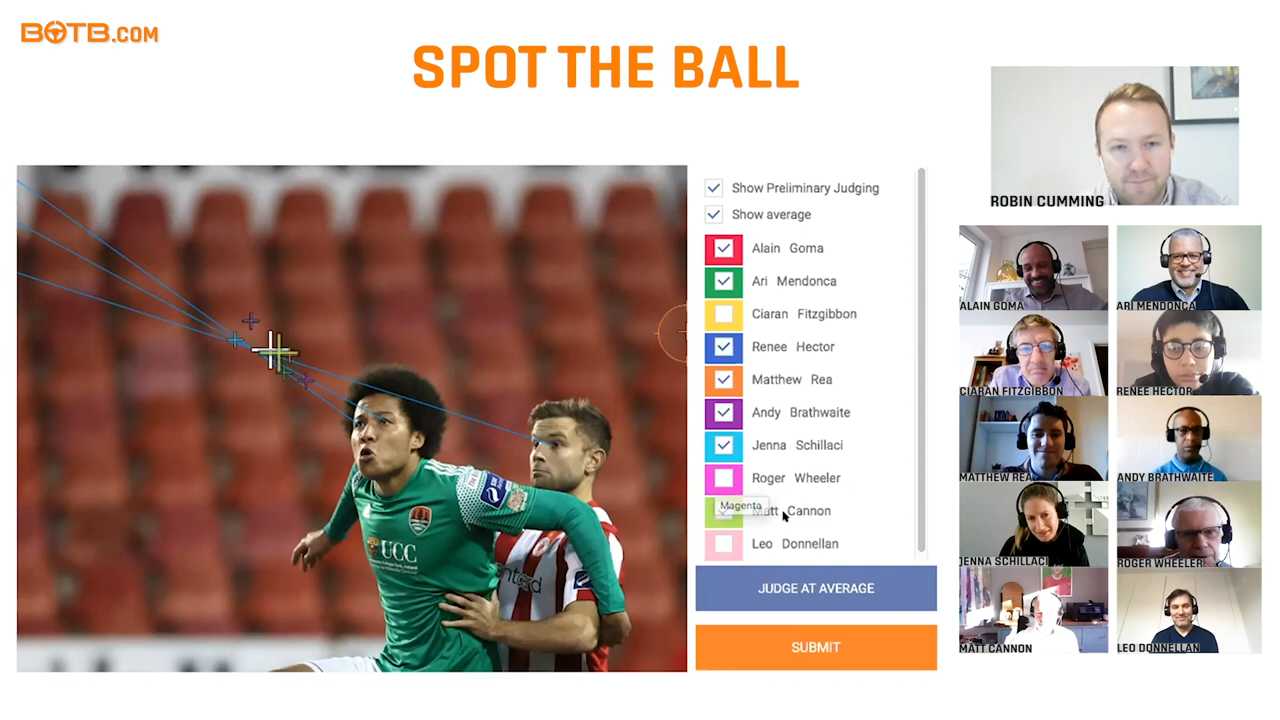 BOTB.COM
SPOT THE BALL
Show Preliminary Judging
Show average
Alain Goma
Ari Mendonca
Ciaran Fitzgibbon
Renee Hector
Matthew Rea
Andy Brathwaite
Jenna Schillaci
Roger Wheeler
Magenta
Cannon
Leo Donnellan
JUDGE AT AVERAGE
SUBMIT
ROBIN CUMMING
ALAIN GOMA
ARI MENDONCA
CIARAN FITZGIBBON
RENEE HECTOR
MATTHEW REA
ANDY BRATHWAITE
JENNA SCHILLACI
ROGER WHEELER
MATT CANNON
LEO DONNELLAN
UCC